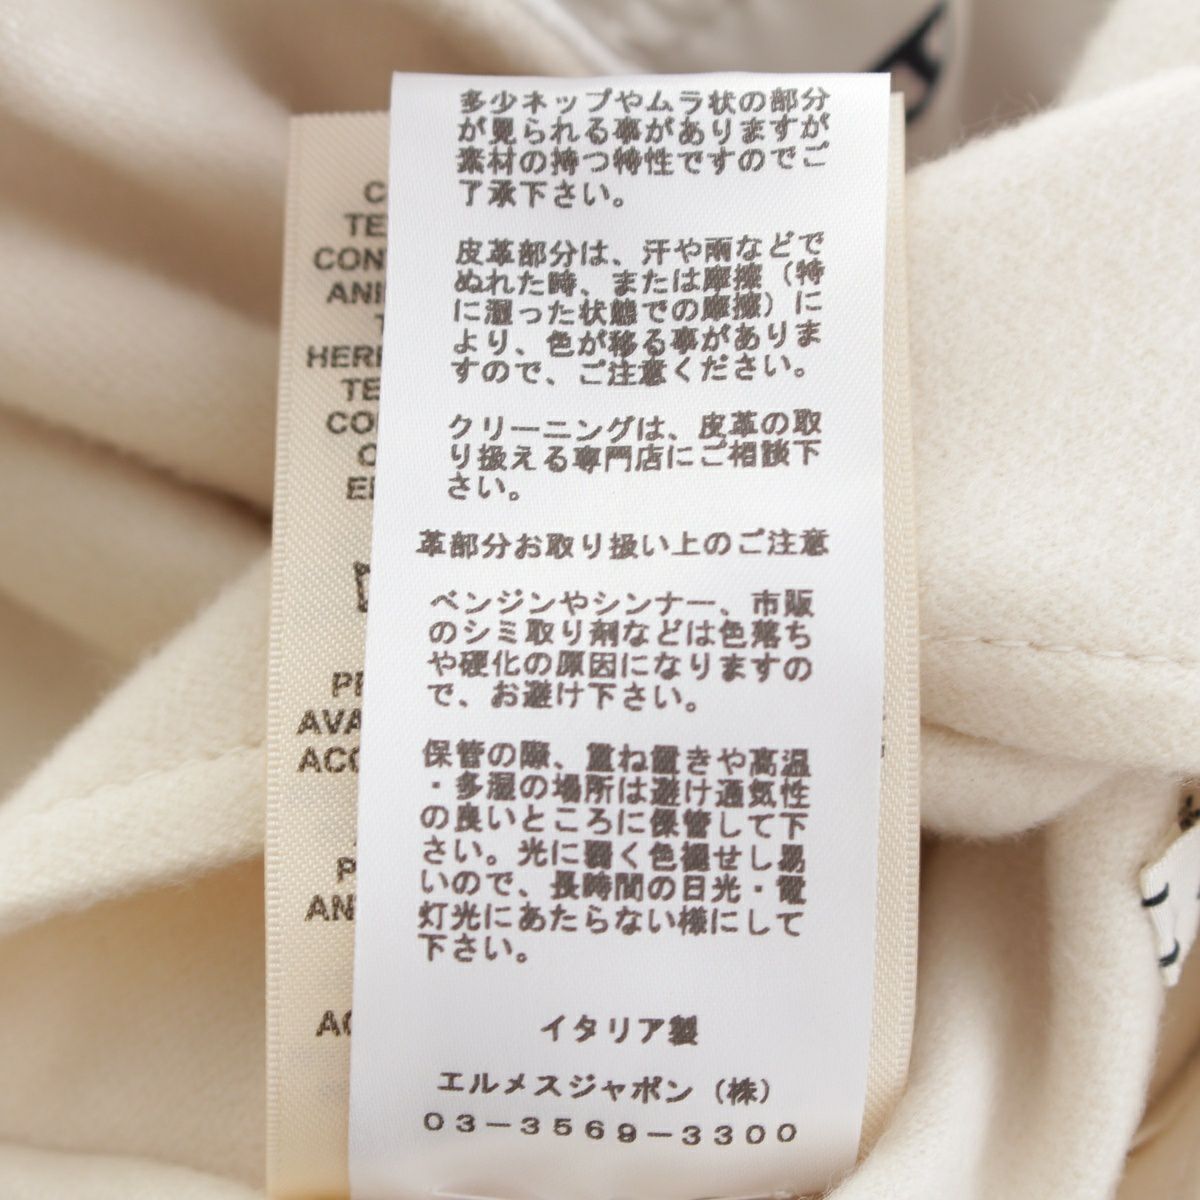 多少ネップやムラ状の部分
が見られる事がありますが
素材の持つ特性ですのでご
了承下さい。
皮革部分は、汗や雨などで
ぬれた時、または摩擦（特
に湿った状態での摩擦）に
より、色が移る事がありま
すので、ご注意ください。
クリーニングは、皮革の取
り扱える専門店にご相談下
さい。
革部分お取り扱い上のご注意
ベンジンやシンナー、市販
のシミ取り剤などは色落ち
や硬化の原因になりますの
で、お避け下さい。
保管の際、重ね置きや高温
・多湿の場所は避け通気性
の良いところに保管して下
さい。光に弱く色褪せし易
いので、長時間の日光・電
灯光にあたらない様にして
下さい。
イタリア製
エルメスジャポン（株）
03-3569-3300
TE
CON
ANI
HERE
TE
CO
AVA
ACC
AN
AC